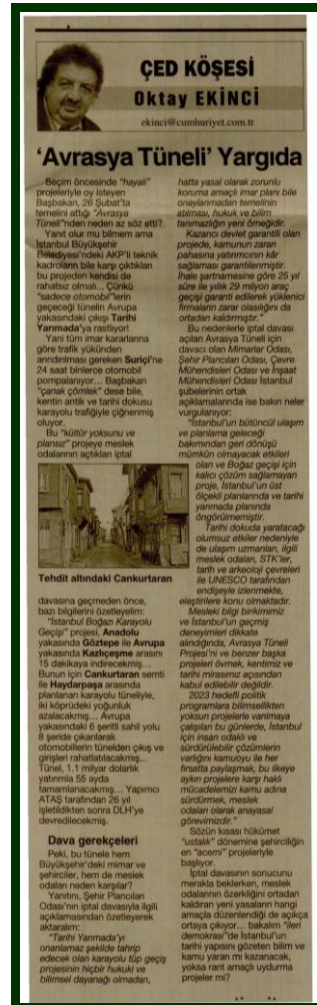 ÇED KÖŞESİ
Oktay EKİNCİ
ekinci@cumhuriyet.com.tr
'Avrasya Tüneli' Yargıda
Seçim öncesinde "hayali"
projeleriyle oy isteyen
Başbakan, 26 Şubat'ta
temelini attığı "Avrasya
Tüneli"nden neden az söz etti?
Yanıt olur mu bilmem ama
İstanbul Büyükşehir
Belediyesi'ndeki AKP'li teknik
kadroların bile karşı çıktıkları
bu projeden kendisi de
rahatsız olmalı... Çünkü
"sadece otomobil"lerin
geçeceği tünelin Avrupa
yakasındaki çıkışı Tarihi
Yarımada'ya rastlıyor!
Yani tüm imar kararlarına
göre trafik yükünden
arındırılması gereken Suriçi'ne
24 saat binlerce otomobil
pompalanıyor... Başbakan
"çanak çömlek" dese bile,
kentin antik ve tarihi dokusu
karayolu trafiğiyle çiğnenmiş
oluyor.
Bu "kültür yoksunu ve
plansız" projeye meslek
odalarının açtıkları iptal
Tehdit altındaki Cankurtaran
davasına geçmeden önce,
bazı bilgilerini özetleyelim:
"İstanbul Boğazı Karayolu
Geçişi" projesi, Anadolu
yakasında Göztepe ile Avrupa
yakasında Kazlıçeşme arasını
15 dakikaya indirecekmiş...
Bunun için Cankurtaran semti
ile Haydarpaşa arasında
planlanan karayolu tüneliyle,
iki köprüdeki yoğunluk
azalacakmış... Avrupa
yakasındaki 6 şeritli sahil yolu
8 şeride çıkarılarak
otomobillerin tünelden çıkış ve
girişleri rahatlatılacakmış...
Tünel, 1.1 milyar dolarlık
yatırımla 55 ayda
tamamlanacakmış... Yapımcı
ATAŞ tarafından 26 yıl
işletildikten sonra DLH'ye
devredilecekmiş.
Dava gerekçeleri
Peki, bu tünele hem
Büyükşehir'deki mimar ve
şehirciler, hem de meslek
odaları neden karşılar?
Yanıtını, Şehir Plancıları
Odası'nın iptal davasıyla ilgili
açıklamasından özetleyerek
aktaralım:
"Tarihi Yarımada'yı
onarılamaz şekilde tahrip
edecek olan karayolu tüp geçiş
projesinin hiçbir hukuki ve
bilimsel dayanağı olmadan,
hatta yasal olarak zorunlu
koruma amaçlı imar planı bile
onaylanmadan temelinin
atılması, hukuk ve bilim
tanımazlığın yeni örneğidir.
Kazancı devlet garantili olan
projede, kamunun zararı
pahasına yatırımcının kâr
sağlaması garantilenmiştir.
İhale şartnamesine göre 25 yıl
süre ile yıllık 29 milyon araç
geçişi garanti edilerek yüklenici
firmaların zarar olasılığını da
ortadan kaldırmıştır."
Bu nedenlerle iptal davası
açılan Avrasya Tüneli için
davacı olan Mimarlar Odası,
Şehir Plancıları Odası, Çevre
Mühendisleri Odası ve İnşaat
Mühendisleri Odası İstanbul
şubelerinin ortak
açıklamalarında ise bakın neler
vurgulanıyor:
"İstanbul'un bütüncül ulaşım
ve planlama geleceği
bakımından geri dönüşü
mümkün olmayacak etkileri
olan ve Boğaz geçişi için
kalıcı çözüm sağlamayan
proje, İstanbul'un üst
ölçekli planlarında ve tarihi
yarımada planında
öngörülmemiştir.
Tarihi dokuda yaratacağı
olumsuz etkiler nedeniyle
de ulaşım uzmanları, ilgili
meslek odaları, STK'ler,
tarih ve arkeoloji çevreleri
ile UNESCO tarafından
endişeyle izlenmekte,
eleştirilere konu olmaktadır.
Mesleki bilgi birikimimiz
ve İstanbul'un geçmiş
deneyimleri dikkate
alındığında, Avrasya Tüneli
Projesi'ni ve benzer başka
projeleri övmek, kentimiz ve
tarihi mirasımız açısından
kabul edilebilir değildir.
2023 hedefli politik
programlara bilimsellikten
yoksun projelerle varılmaya
çalışılan bu günlerde, İstanbul
için insan odaklı ve
sürdürülebilir çözümlerin
varlığını kamuoyu ile her
fırsatta paylaşmak, bu ilkeye
aykırı projelere karşı haklı
mücadelemizi kamu adına
sürdürmek, meslek
odaları olarak anayasal
görevimizdir."
Sözün kısası hükümet
"ustalık" dönemine şehirciliğin
en "acemi" projeleriyle
başlıyor.
İptal davasının sonucunu
merakla beklerken, meslek
odalarının özerkliğini ortadan
kaldıran yeni yasaların hangi
amaçla düzenlendiği de açıkça
ortaya çıkıyor... bakalım "ileri
demokrasi"de İstanbul'un
tarihi yapısını gözeten bilim ve
kamu yararı mı kazanacak,
yoksa rant amaçlı uydurma
projeler mi?